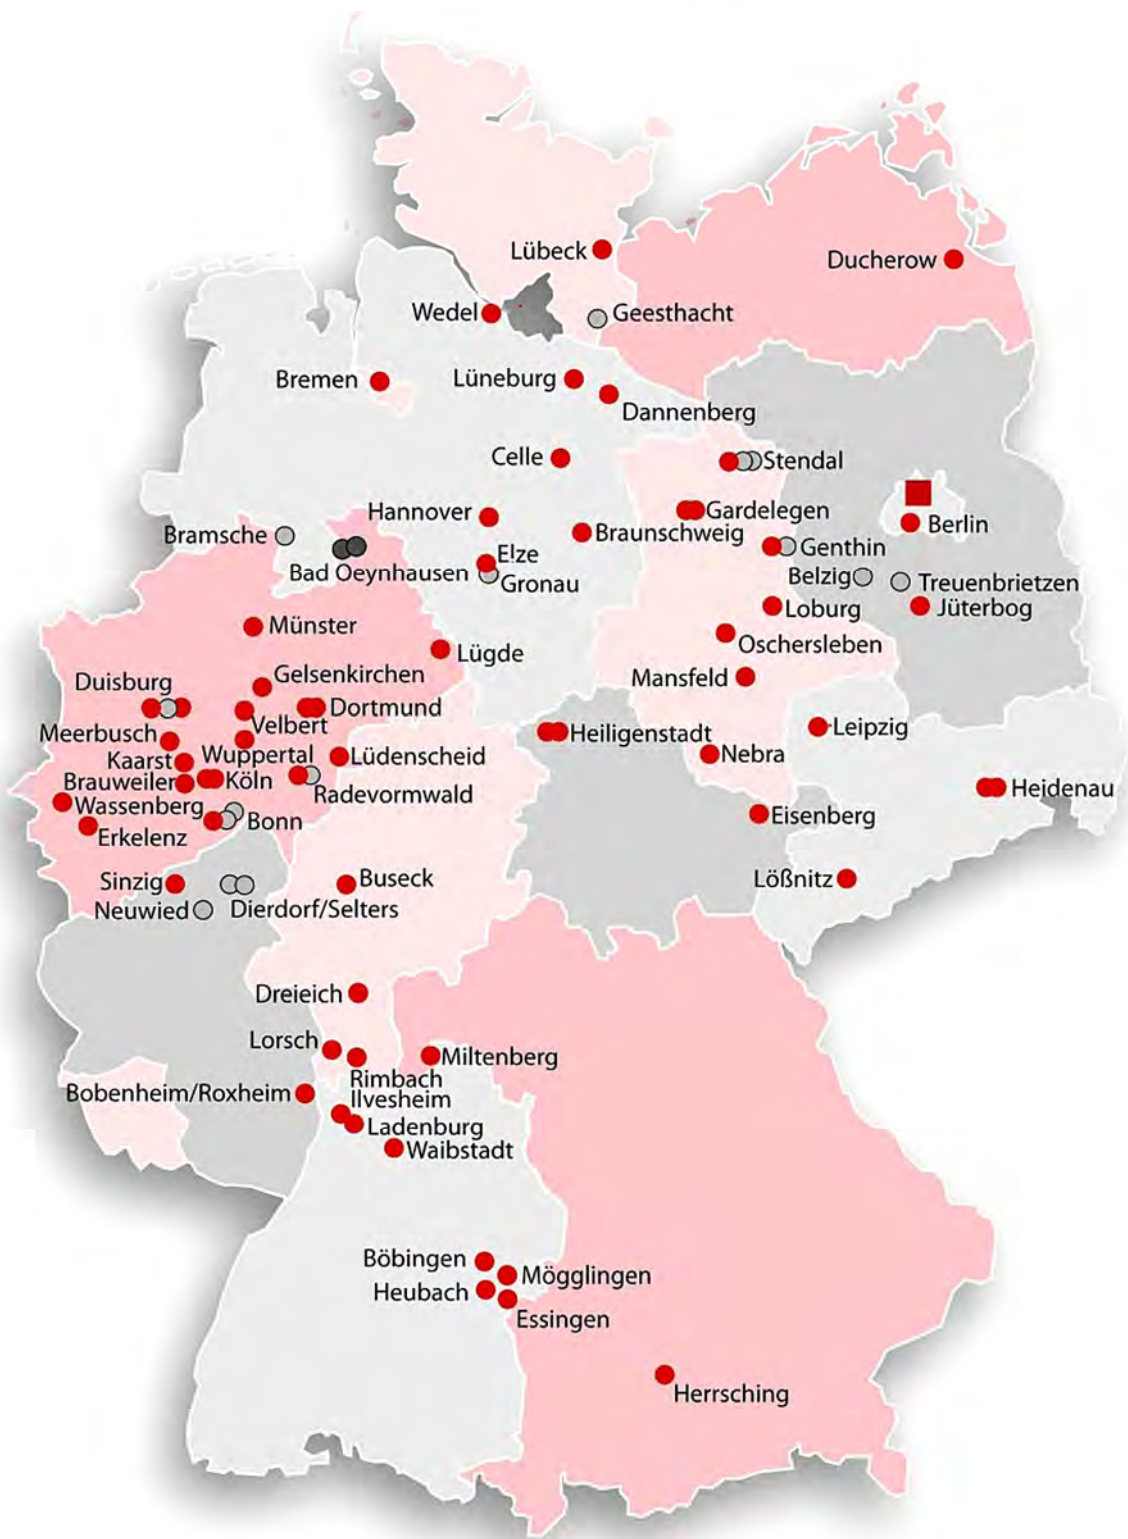 Lübeck
Ducherow
Wedel
Geesthacht
Bremen
Lüneburg
Dannenberg
Celle
Stendal
Hannover
Gardelegen
Berlin
Bramsche
Braunschweig
Elze
Genthin
Bad Oeynhausen
Gronau
Belzig
Treuenbrietzen
Loburg
Jüterbog
Münster
Oschersleben
Lügde
Gelsenkirchen
Mansfeld
Duisburg
Dortmund
Meerbusch
Velbert
Heiligenstadt
Leipzig
Kaarst
Wuppertal
Lüdenscheid
Nebra
Brauweiler
Köln
Radevormwald
Heidenau
Wassenberg
Bonn
Eisenberg
Erkelenz
Sinzig
Buseck
Lößnitz
Neuwied
Dierdorf/Selters
Dreieich
Lorsch
Miltenberg
Rimbach
Bobenheim/Roxheim
Ilvesheim
Ladenburg
Waibstadt
Böbingen
Mögglingen
Heubach
Essingen
Herrsching